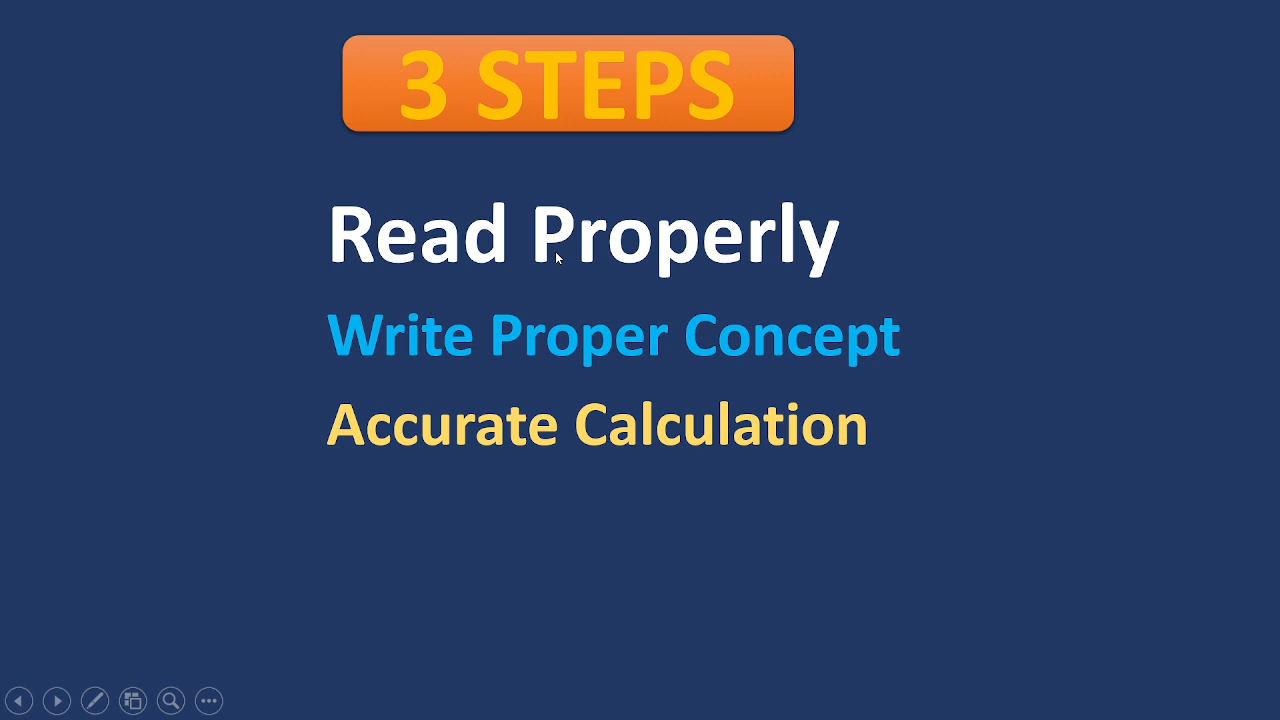 3 STEPS
Read Properly
Write Proper Concept
Accurate Calculation